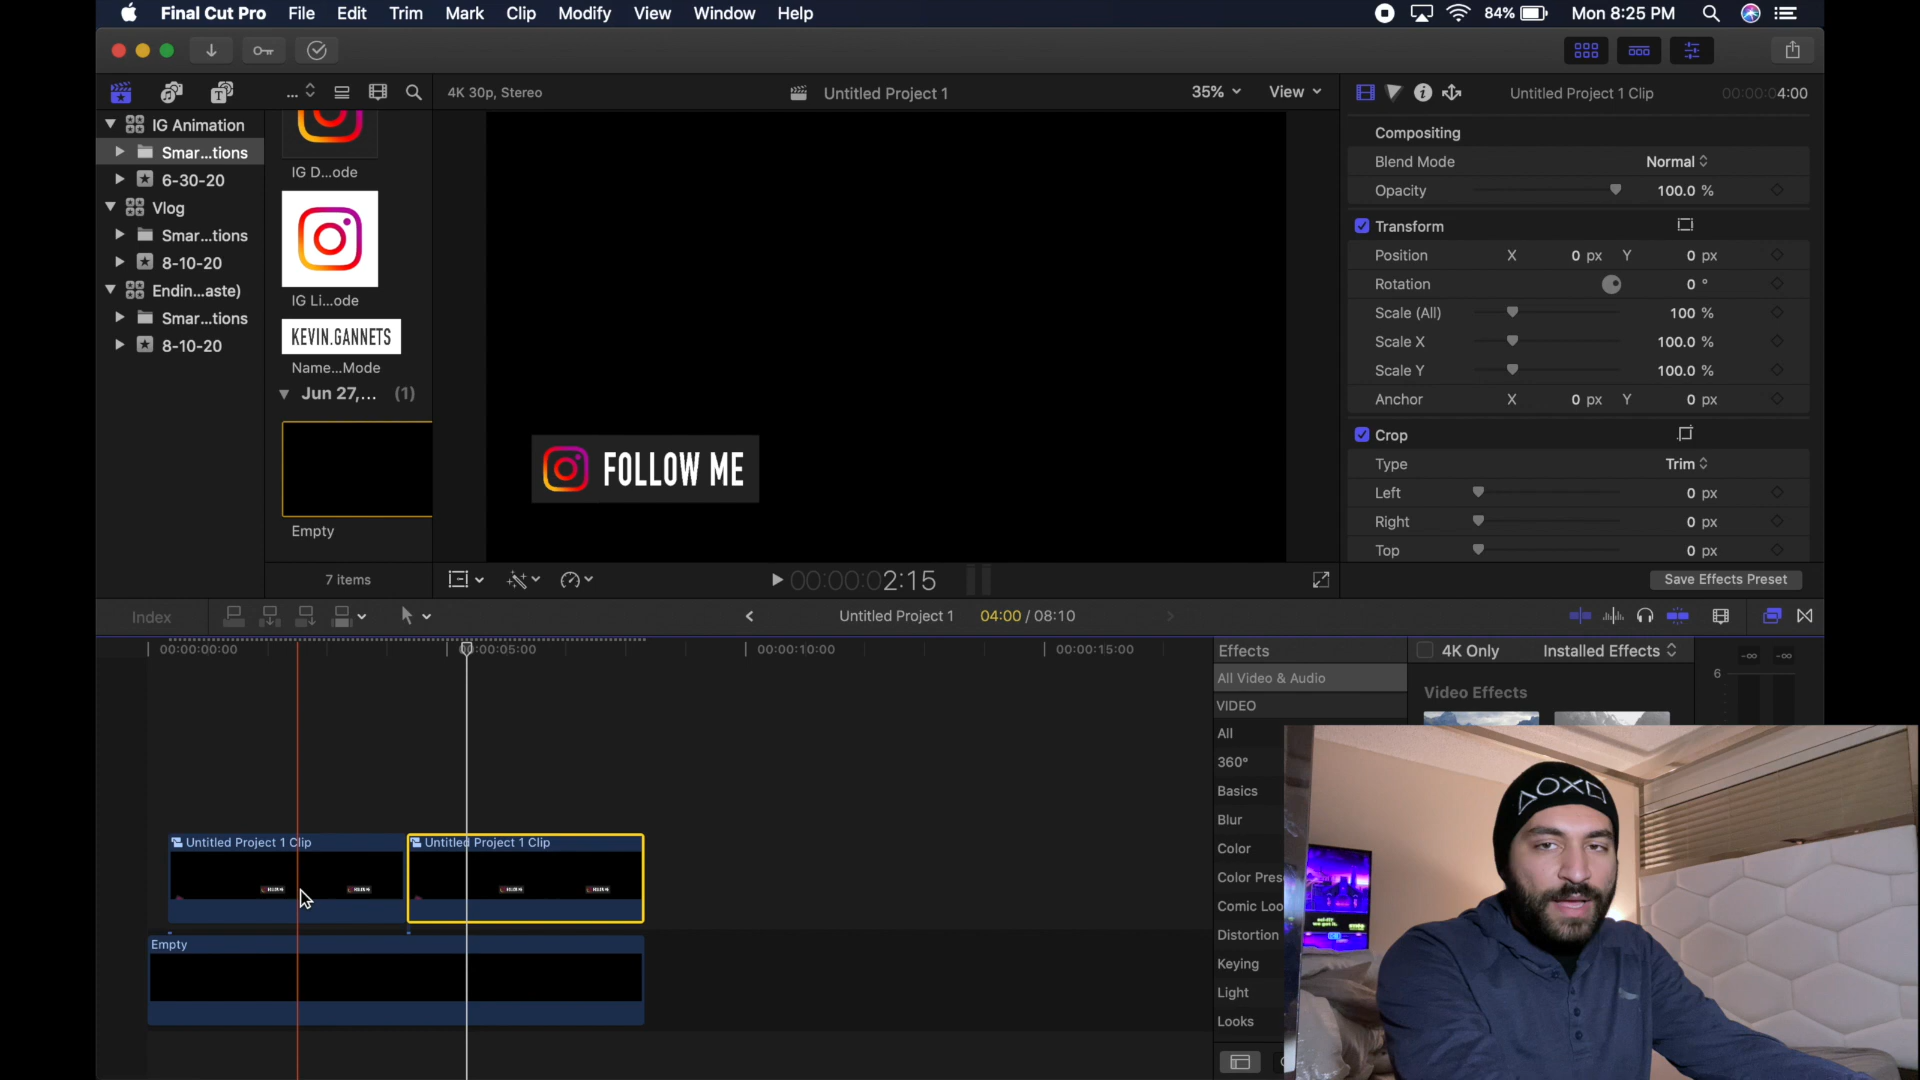 Final Cut Pro File Edit Trim Mark Clip Modify View Window Help 84% Mon 8:25 PM
... 4K 30p, Stereo Untitled Project 1 35% View Untitled Project 1 Clip 00:00:04:00
IG Animation
Smar...tions
6-30-20
Vlog
Smar...tions
8-10-20
Endin...aste)
Smar...tions
8-10-20
IG D...ode
IG Li...ode
KEVIN.GANNETS
Name...Mode
Jun 27,... (1)
Empty
7 items
FOLLOW ME
00:00:02:15
Compositing
Blend Mode Normal
Opacity 100.0 %
Transform
Position X 0 px Y 0 px
Rotation 0 °
Scale (All) 100 %
Scale X 100.0 %
Scale Y 100.0 %
Anchor X 0 px Y 0 px
Crop
Type Trim
Left 0 px
Right 0 px
Top 0 px
Save Effects Preset
Index Untitled Project 1 04:00 / 08:10
00:00:00:00 00:00:05:00 00:00:10:00 00:00:15:00
Untitled Project 1 Clip Untitled Project 1 Clip
Empty
Effects 4K Only Installed Effects
All Video & Audio
VIDEO
All
360°
Basics
Blur
Color
Color Pres
Comic Loo
Distortion
Keying
Light
Looks
Video Effects
-∞ -∞
6